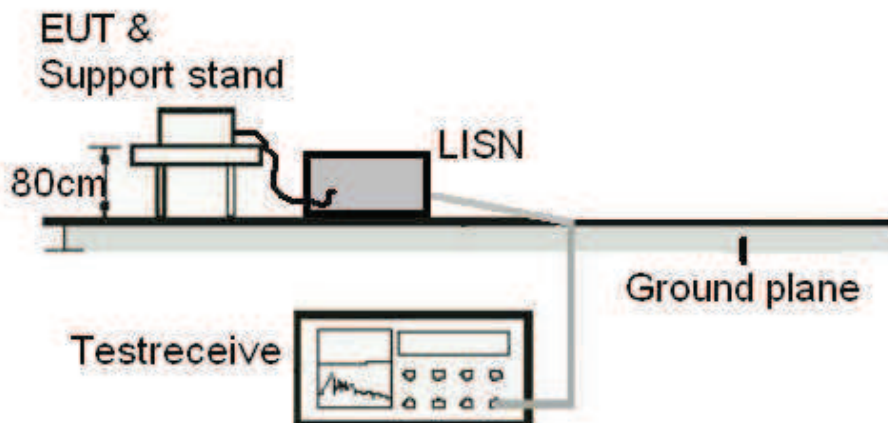 EUT &
Support stand
LISN
80cm
Ground plane
Testreceive